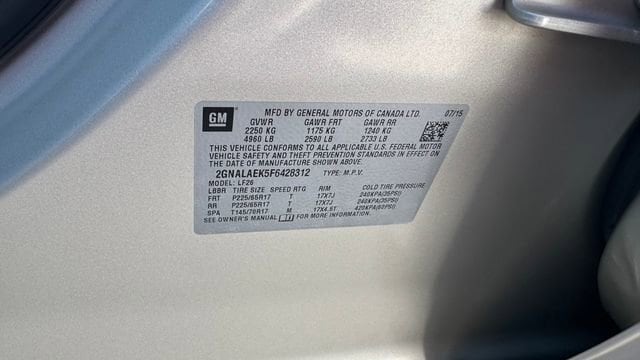 GM
MFD BY GENERAL MOTORS OF CANADA LTD. 07/15
GVWR GAWR FRT GAWR RR
2250 KG 1175 KG 1240 KG
4960 LB 2590 LB 2733 LB
THIS VEHICLE CONFORMS TO ALL APPLICABLE U.S. FEDERAL MOTOR
VEHICLE SAFETY AND THEFT PREVENTION STANDARDS IN EFFECT ON THE
DATE OF MANUFACTURE SHOWN ABOVE.
2GNALAEK5F6428312 TYPE: M.P.V.
MODEL: LF26
LBBR TIRE SIZE SPEED RTG RIM COLD TIRE PRESSURE
FRT P225/65R17 T 17X7J 240KPA(35PSI)
RR P225/65R17 T 17X7J 240KPA(35PSI)
SPA T145/70R17 M 17X4.5T 420KPA(60PSI)
SEE OWNER'S MANUAL